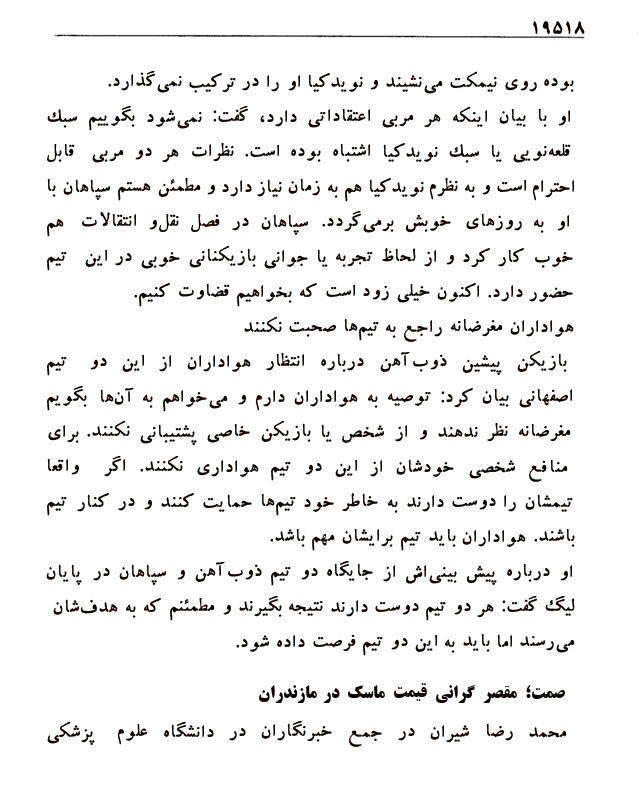 ۱۹۵۱۸
بوده روی نیمکت می‌نشیند و نویدکیا او را در ترکیب نمی‌گذارد.
او با بیان اینکه هر مربی اعتقاداتی دارد، گفت: نمی‌شود بگوییم سبك
قلعه‌نویی یا سبك نویدکیا اشتباه بوده است. نظرات هر دو مربی قابل
احترام است و به نظرم نویدکیا هم به زمان نیاز دارد و مطمئن هستم سپاهان با
او به روزهای خوبش برمی‌گردد. سپاهان در فصل نقل‌و انتقالات هم
خوب کار کرد و از لحاظ تجربه یا جوانی بازیکنانی خوبی در این تیم
حضور دارد. اکنون خیلی زود است که بخواهیم قضاوت کنیم.
هواداران مغرضانه راجع به تیم‌ها صحبت نکنند
بازیکن پیشین ذوب‌آهن درباره انتظار هواداران از این دو تیم
اصفهانی بیان کرد: توصیه به هواداران دارم و می‌خواهم به آن‌ها بگویم
مغرضانه نظر ندهند و از شخص یا بازیکن خاصی پشتیبانی نکنند. برای
منافع شخصی خودشان از این دو تیم هواداری نکنند. اگر واقعا
تیمشان را دوست دارند به خاطر خود تیم‌ها حمایت کنند و در کنار تیم
باشند. هواداران باید تیم برایشان مهم باشد.
او درباره پیش بینی‌اش از جایگاه دو تیم ذوب‌آهن و سپاهان در پایان
لیگ گفت: هر دو تیم دوست دارند نتیجه بگیرند و مطمئنم که به هدف‌شان
می‌رسند اما باید به این دو تیم فرصت داده شود.
صمت؛ مقصر گرانی قیمت ماسک در مازندران
محمد رضا شیران در جمع خبرنگاران در دانشگاه علوم پزشکی